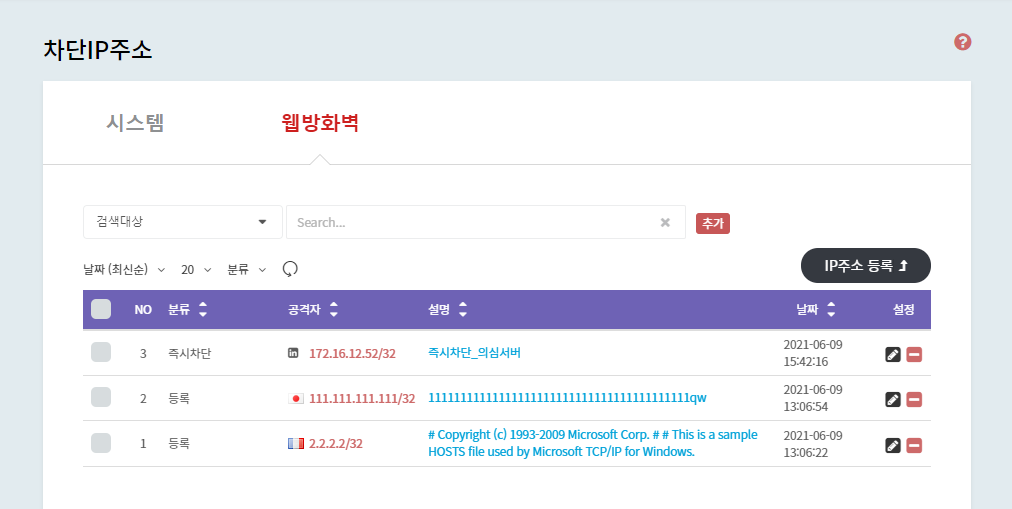 차단IP주소
?
시스템
웹방화벽
검색대상
Search...
추가
날짜 (최신순)
20
분류
IP주소 등록
NO 분류 공격자 설명 날짜 설정
3 즉시차단 in 172.16.12.52/32 즉시차단_의심서버 2021-06-09
15:42:16
2 등록 111.111.111.111/32 1111111111111111111111111111111111111111qw 2021-06-09
13:06:54
1 등록 2.2.2.2/32 # Copyright (c) 1993-2009 Microsoft Corp. # # This is a sample 2021-06-09
HOSTS file used by Microsoft TCP/IP for Windows. 13:06:22